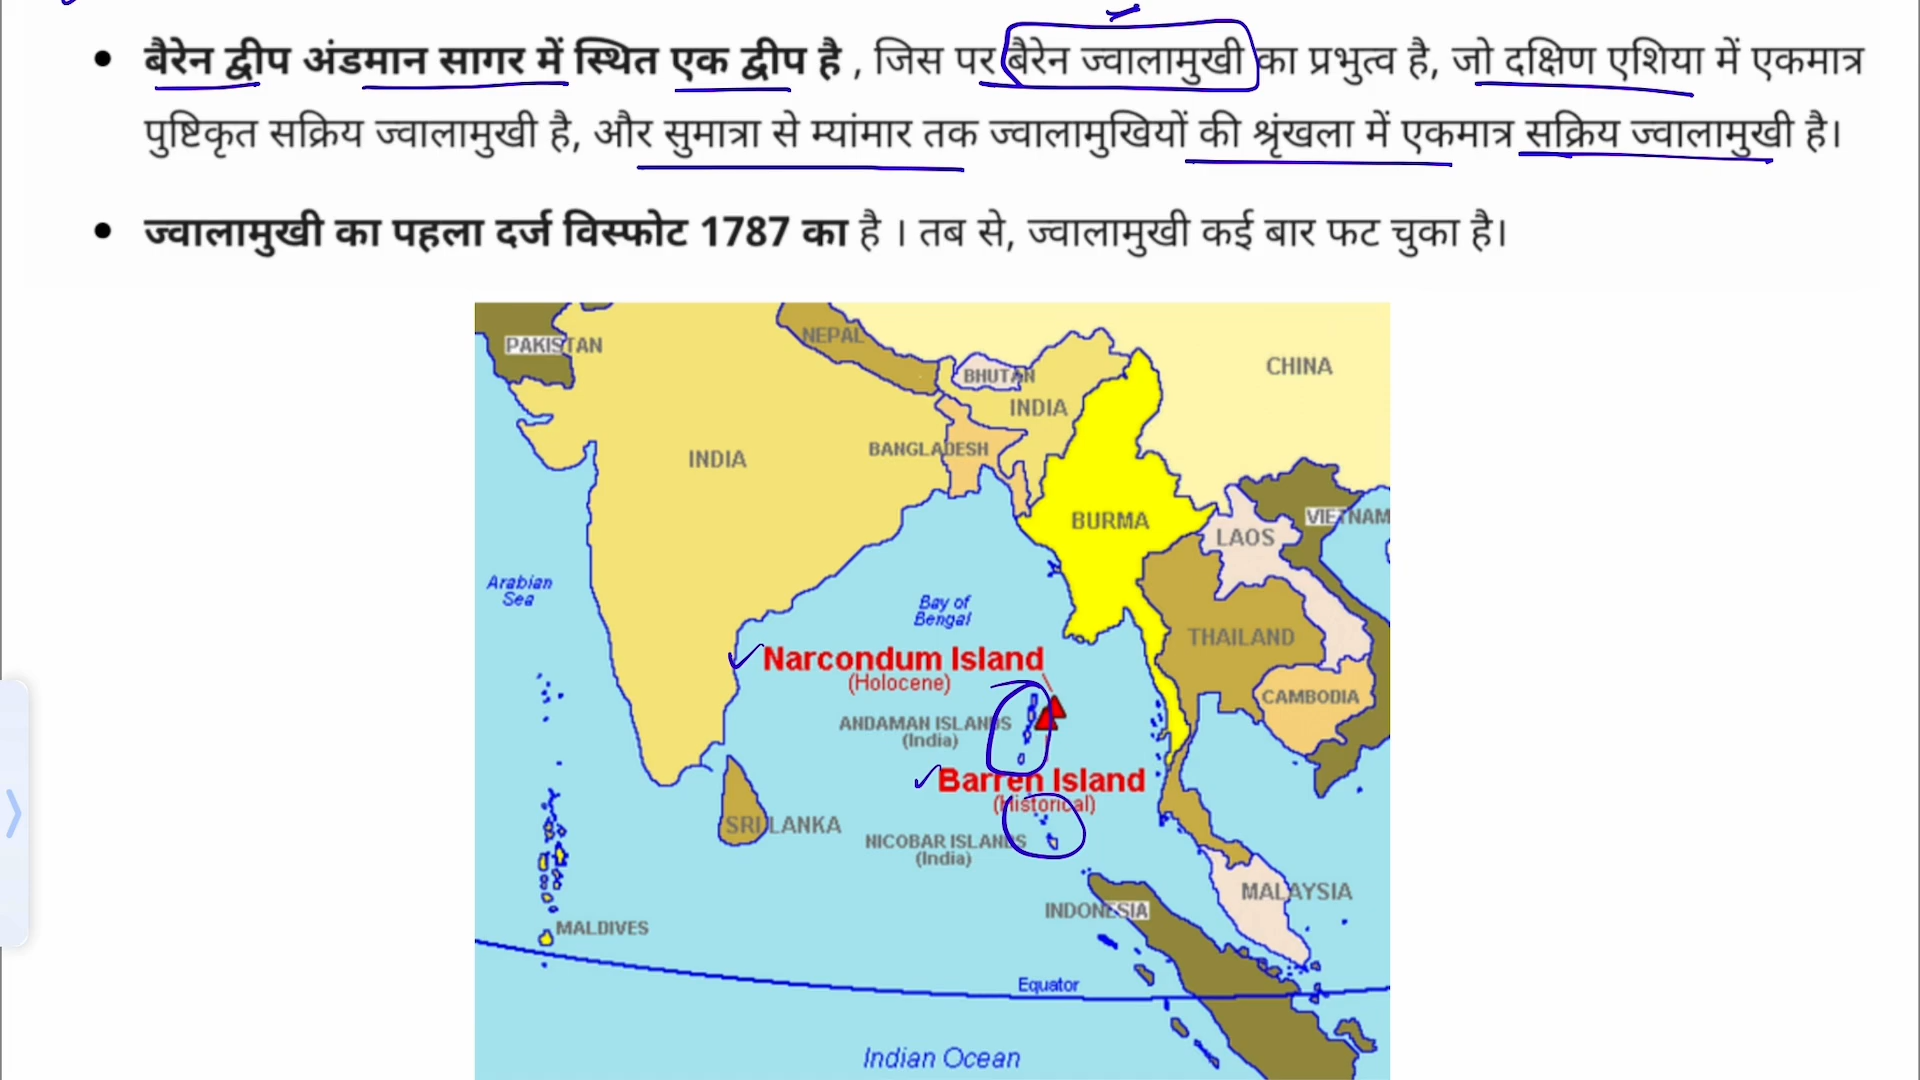 बैरेन द्वीप अंडमान सागर में स्थित एक द्वीप है , जिस पर बैरेन ज्वालामुखी का प्रभुत्व है, जो दक्षिण एशिया में एकमात्र
पुष्टिकृत सक्रिय ज्वालामुखी है, और सुमात्रा से म्यांमार तक ज्वालामुखियों की श्रृंखला में एकमात्र सक्रिय ज्वालामुखी है।
ज्वालामुखी का पहला दर्ज विस्फोट 1787 का है । तब से, ज्वालामुखी कई बार फट चुका है।
PAKISTAN
NEPAL
BHUTAN
CHINA
INDIA
BANGLADESH
INDIA
BURMA
VIETNAM
LAOS
Arabian
Sea
Bay of
Bengal
THAILAND
Narcondum Island
(Holocene)
CAMBODIA
ANDAMAN ISLANDS
(India)
Barren Island
(Historical)
SRI LANKA
NICOBAR ISLANDS
(India)
MALAYSIA
INDONESIA
MALDIVES
Equator
Indian Ocean